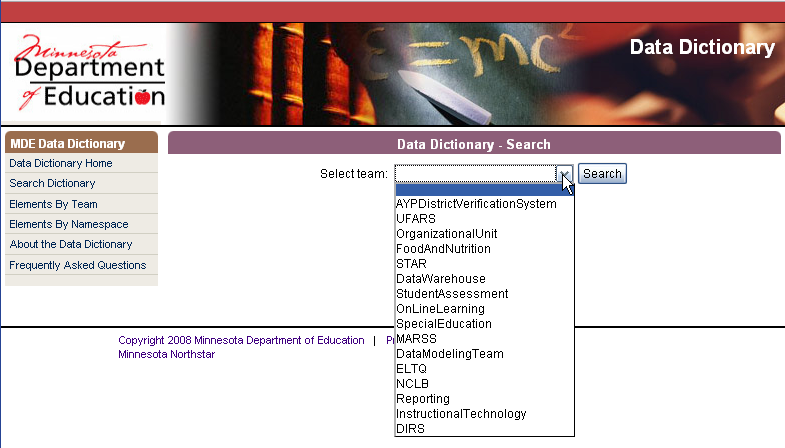 Minnesota
Department
of Education
E=mc²
Data Dictionary
MDE Data Dictionary
Data Dictionary Home
Search Dictionary
Elements By Team
Elements By Namespace
About the Data Dictionary
Frequently Asked Questions
Data Dictionary - Search
Select team:
Search
AYPDistrictVerificationSystem
UFARS
OrganizationalUnit
FoodAndNutrition
STAR
DataWarehouse
StudentAssessment
OnLineLearning
SpecialEducation
MARSS
DataModelingTeam
ELTQ
NCLB
Reporting
InstructionalTechnology
DIRS
Copyright 2008 Minnesota Department of Education |
Minnesota Northstar